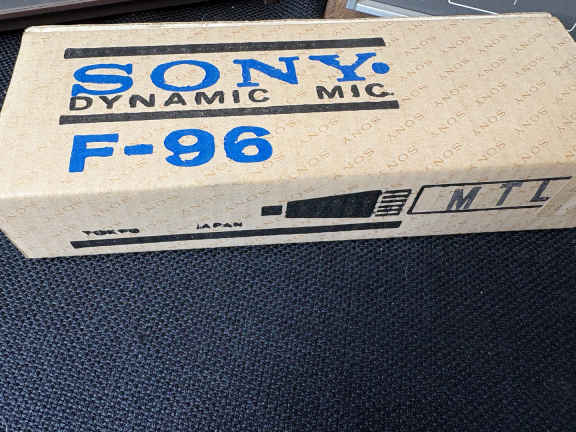 SONY.
DYNAMIC MIC.
F-96
MTL
TOKYO JAPAN